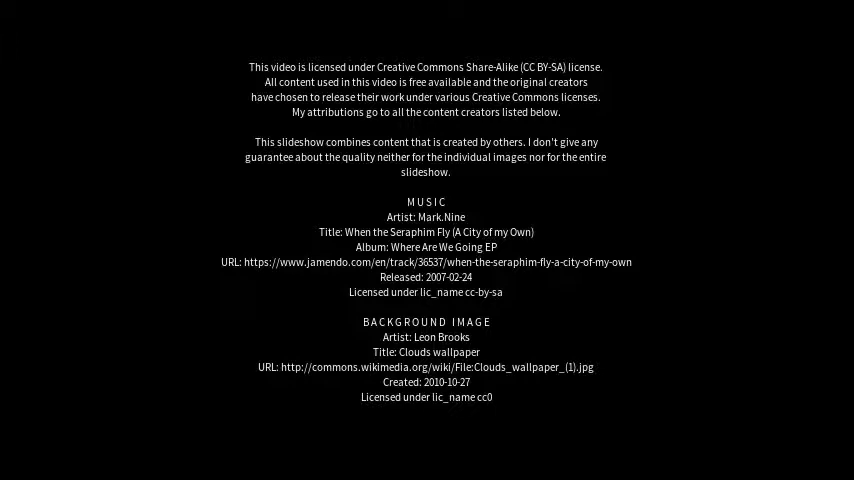 This video is licensed under Creative Commons Share-Alike (CC BY-SA) license.
All content used in this video is free available and the original creators
have chosen to release their work under various Creative Commons licenses.
My attributions go to all the content creators listed below.
This slideshow combines content that is created by others. I don't give any
guarantee about the quality neither for the individual images nor for the entire
slideshow.
M U S I C
Artist: Mark.Nine
Title: When the Seraphim Fly (A City of my Own)
Album: Where Are We Going EP
URL: https://www.jamendo.com/en/track/36537/when-the-seraphim-fly-a-city-of-my-own
Released: 2007-02-24
Licensed under lic_name cc-by-sa
B A C K G R O U N D   I M A G E
Artist: Leon Brooks
Title: Clouds wallpaper
URL: http://commons.wikimedia.org/wiki/File:Clouds_wallpaper_(1).jpg
Created: 2010-10-27
Licensed under lic_name cc0